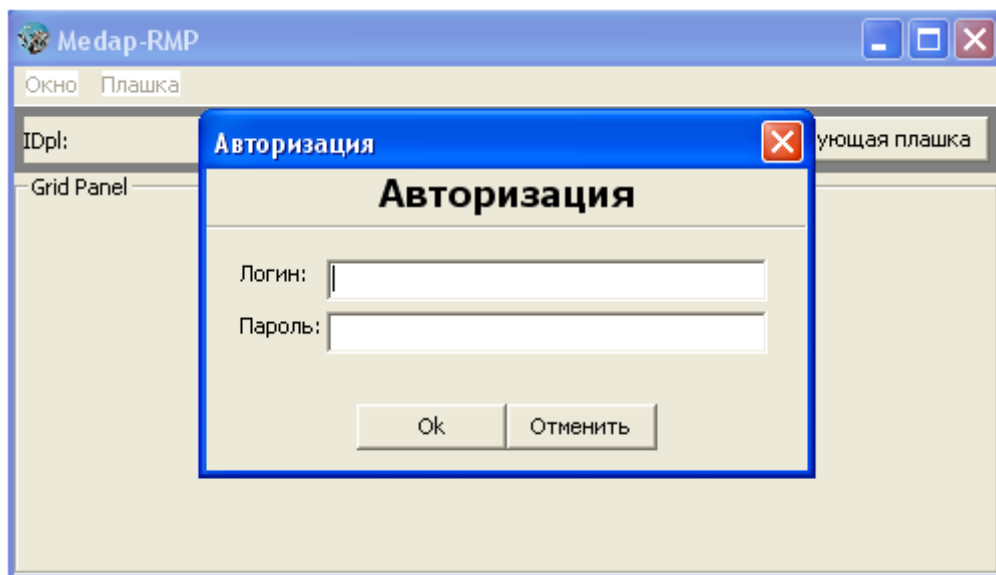 Medap-RMP
Окно Плашка
IDpl:
ующая плашка
Grid Panel
Авторизация
Авторизация
Логин:
Пароль:
Ok Отменить